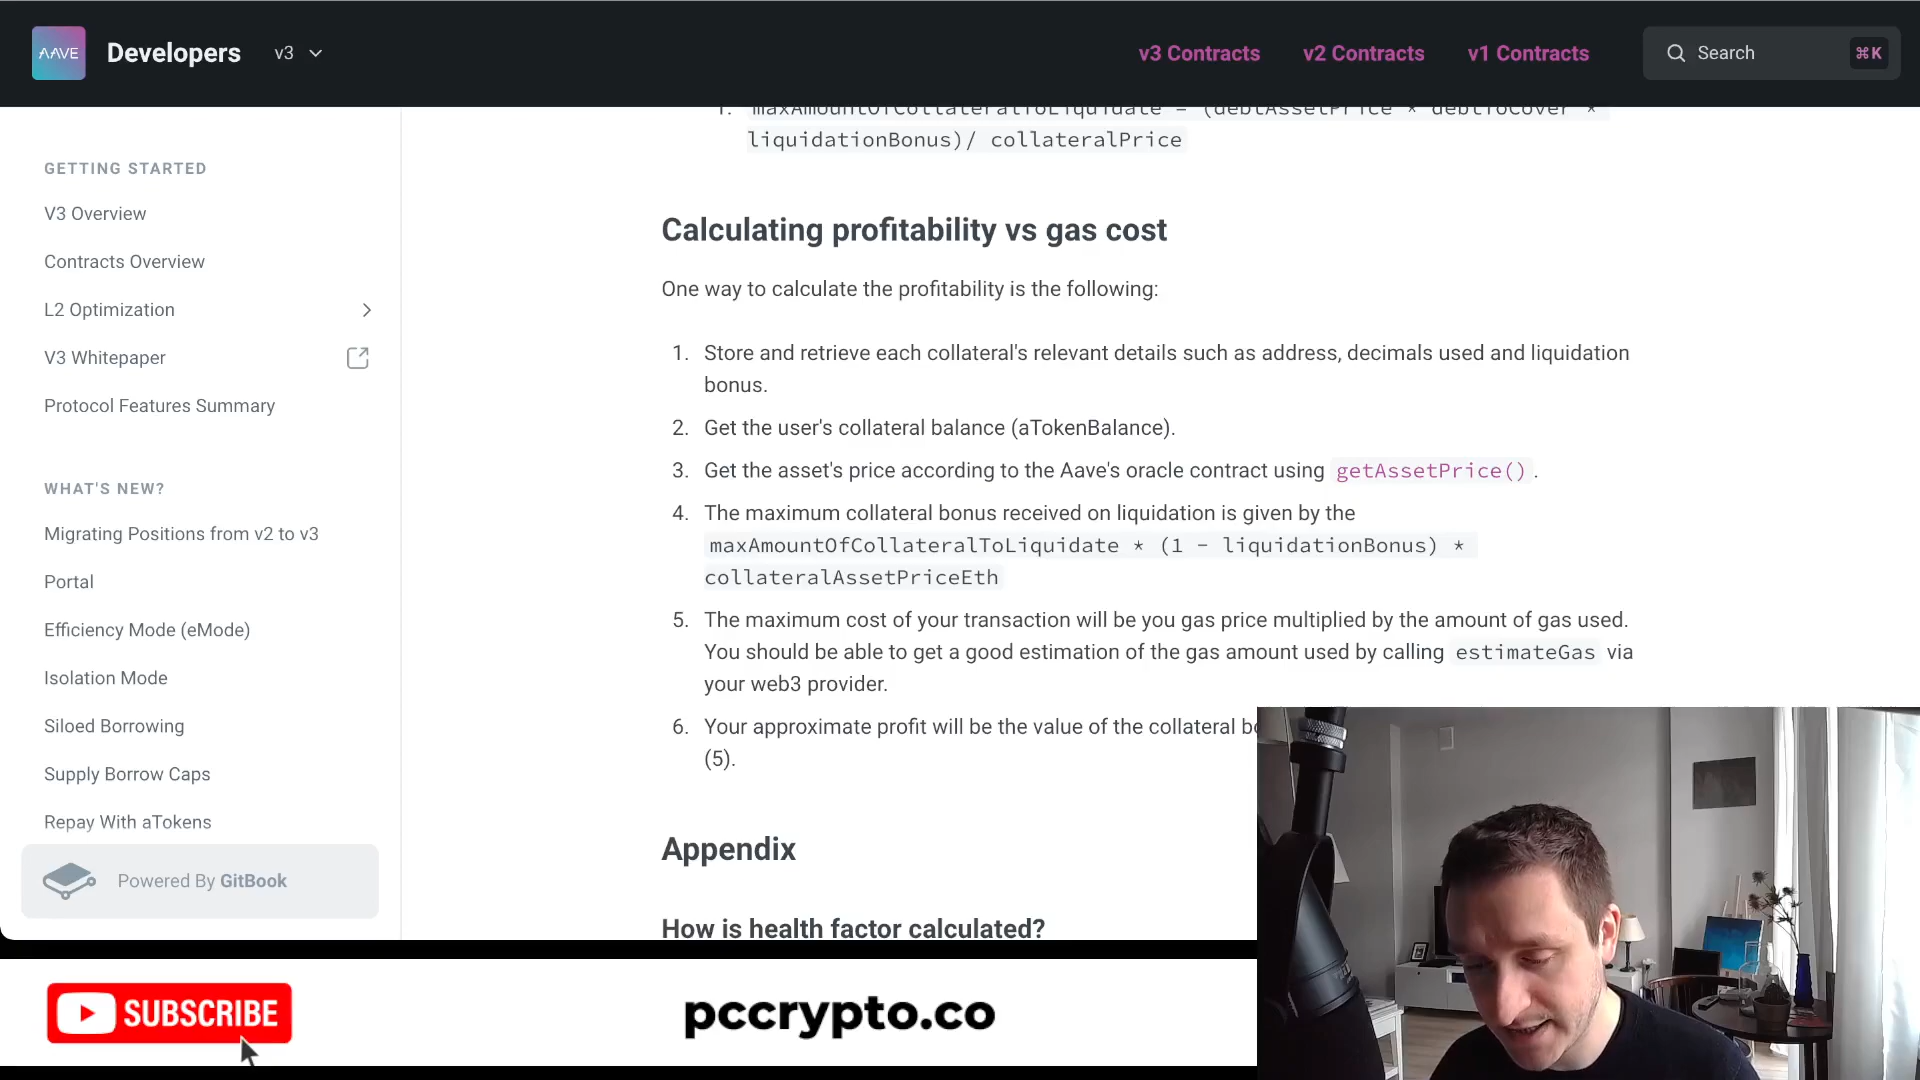 AAVE
Developers
v3
v3 Contracts
v2 Contracts
v1 Contracts
Search
⌘K
GETTING STARTED
V3 Overview
Contracts Overview
L2 Optimization
V3 Whitepaper
Protocol Features Summary
WHAT'S NEW?
Migrating Positions from v2 to v3
Portal
Efficiency Mode (eMode)
Isolation Mode
Siloed Borrowing
Supply Borrow Caps
Repay With aTokens
Powered By GitBook
maxAmountOfCollateralToLiquidate = (debtAssetPrice * debtToCover *
liquidationBonus)/ collateralPrice
Calculating profitability vs gas cost
One way to calculate the profitability is the following:
1. Store and retrieve each collateral's relevant details such as address, decimals used and liquidation
bonus.
2. Get the user's collateral balance (aTokenBalance).
3. Get the asset's price according to the Aave's oracle contract using getAssetPrice() .
4. The maximum collateral bonus received on liquidation is given by the
maxAmountOfCollateralToLiquidate * (1 - liquidationBonus) *
collateralAssetPriceEth
5. The maximum cost of your transaction will be you gas price multiplied by the amount of gas used.
You should be able to get a good estimation of the gas amount used by calling estimateGas via
your web3 provider.
6. Your approximate profit will be the value of the collateral
(5).
Appendix
How is health factor calculated?
SUBSCRIBE
pccrypto.co